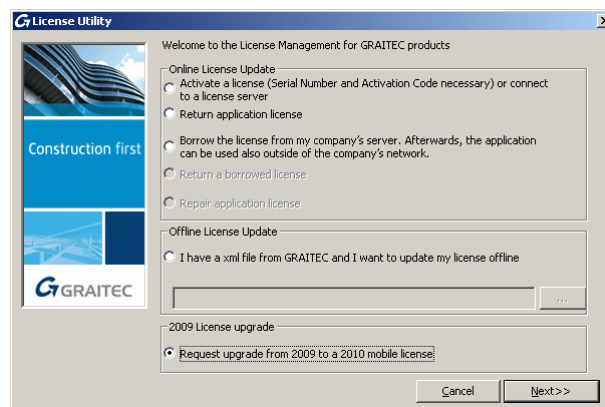 License Utility
Welcome to the License Management for GRAITEC products
Online License Update
Activate a license (Serial Number and Activation Code necessary) or connect
to a license server
Return application license
Borrow the license from my company's server. Afterwards, the application
can be used also outside of the company's network.
Return a borrowed license
Repair application license
Construction first
Offline License Update
I have a xml file from GRAITEC and I want to update my license offline
...
GRAITEC
2009 License upgrade
Request upgrade from 2009 to a 2010 mobile license
Cancel
Next>>